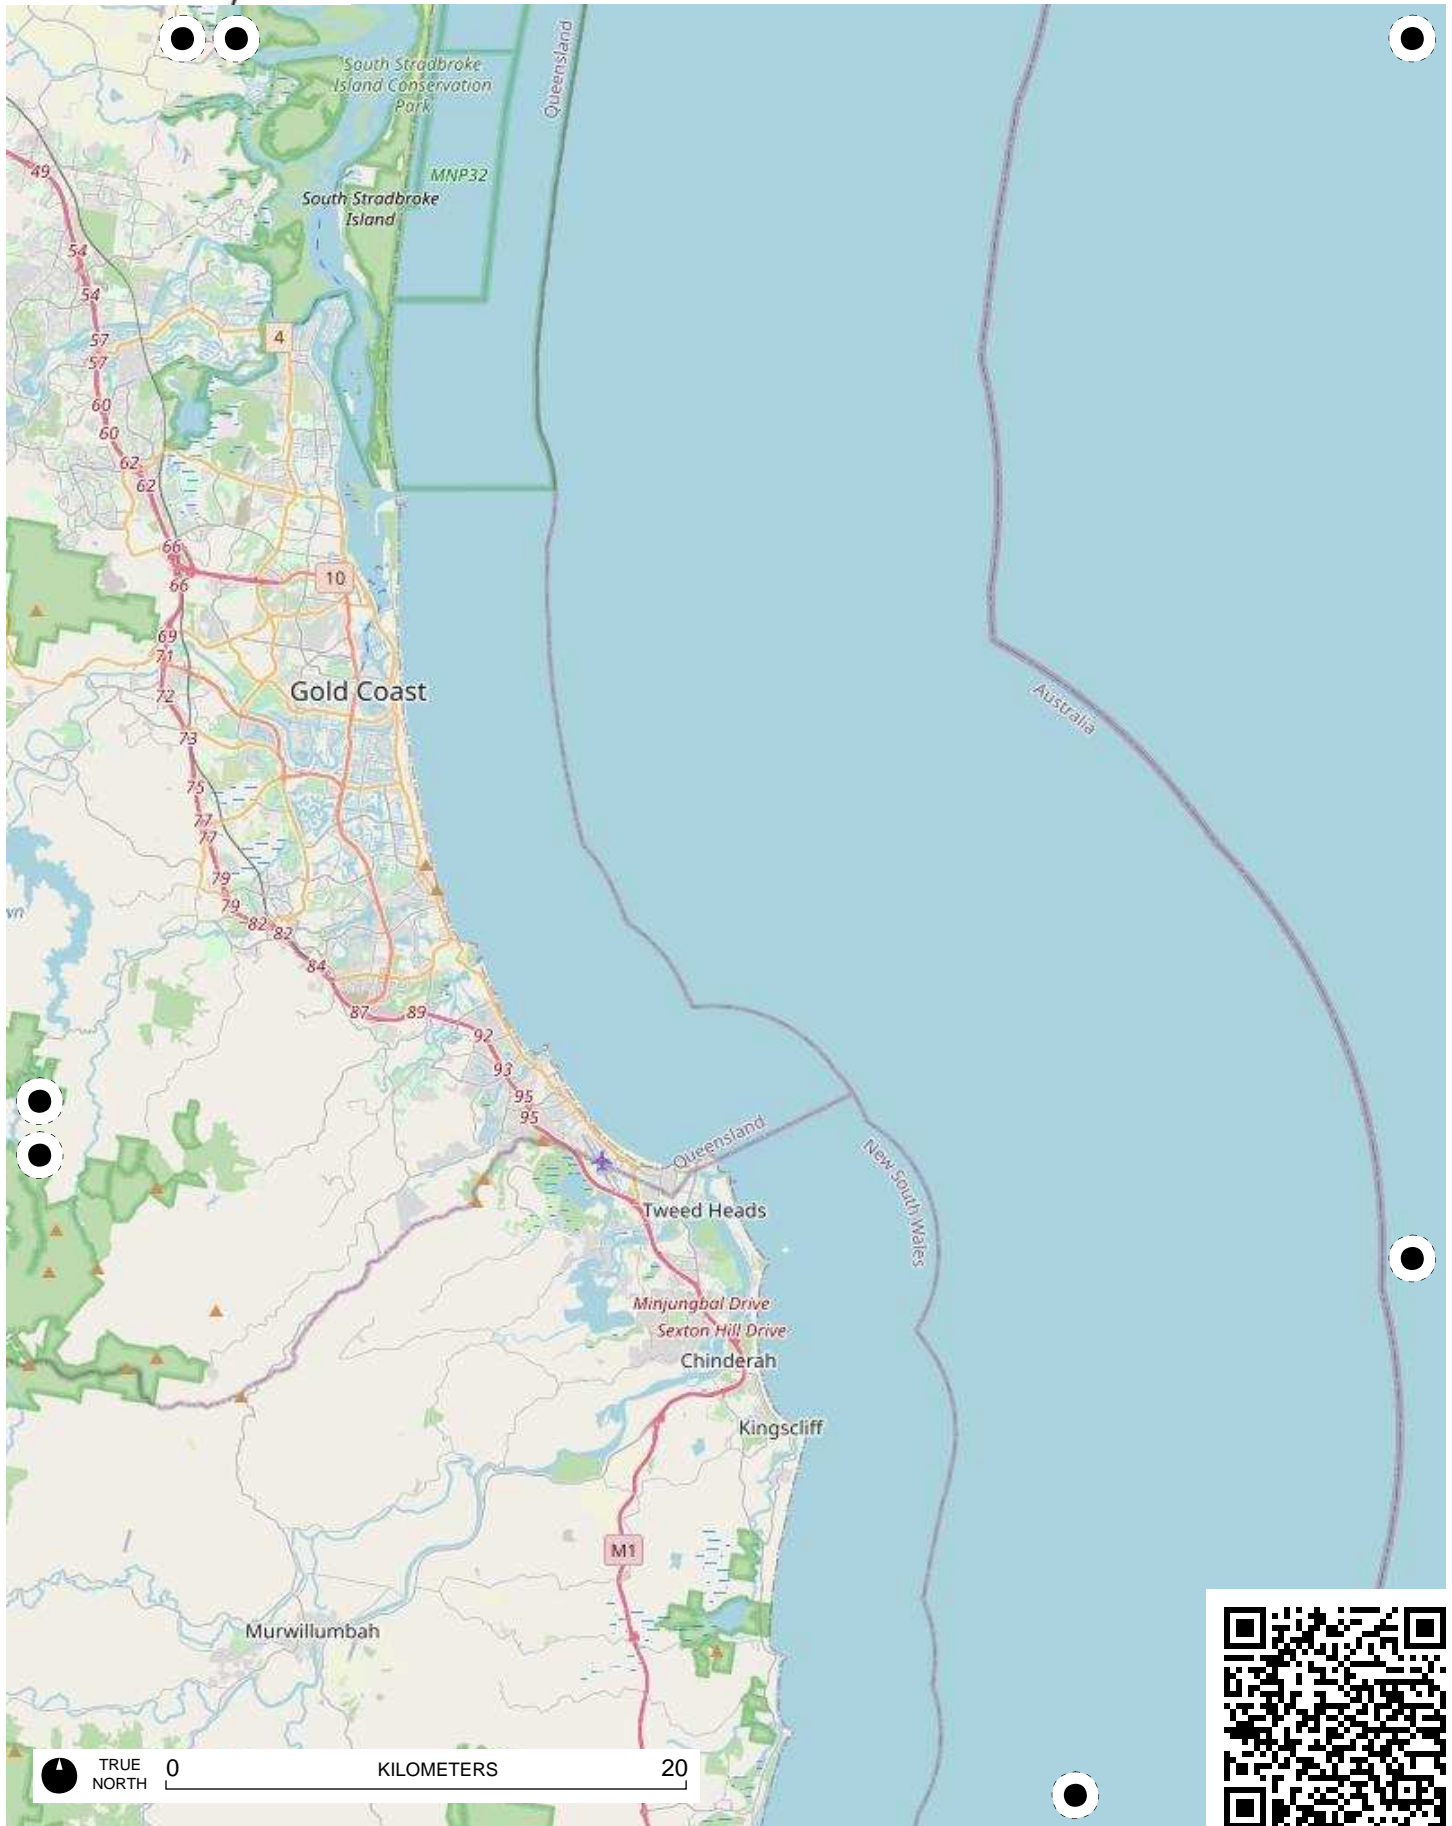 Queensland
South Stradbroke
Island Conservation
Park
49
MNP32
South Stradbroke
Island
54
54
4
57
57
60
60
62
62
66
10
66
69
71
72
Gold Coast
Australia
73
75
77
77
79
79
82
82
84
87
89
92
93
95
95
Queensland
New South Wales
Tweed Heads
Minjungbal Drive
Sexton Hill Drive
Chinderah
Kingscliff
M1
Murwillumbah
TRUE
NORTH
0
KILOMETERS
20